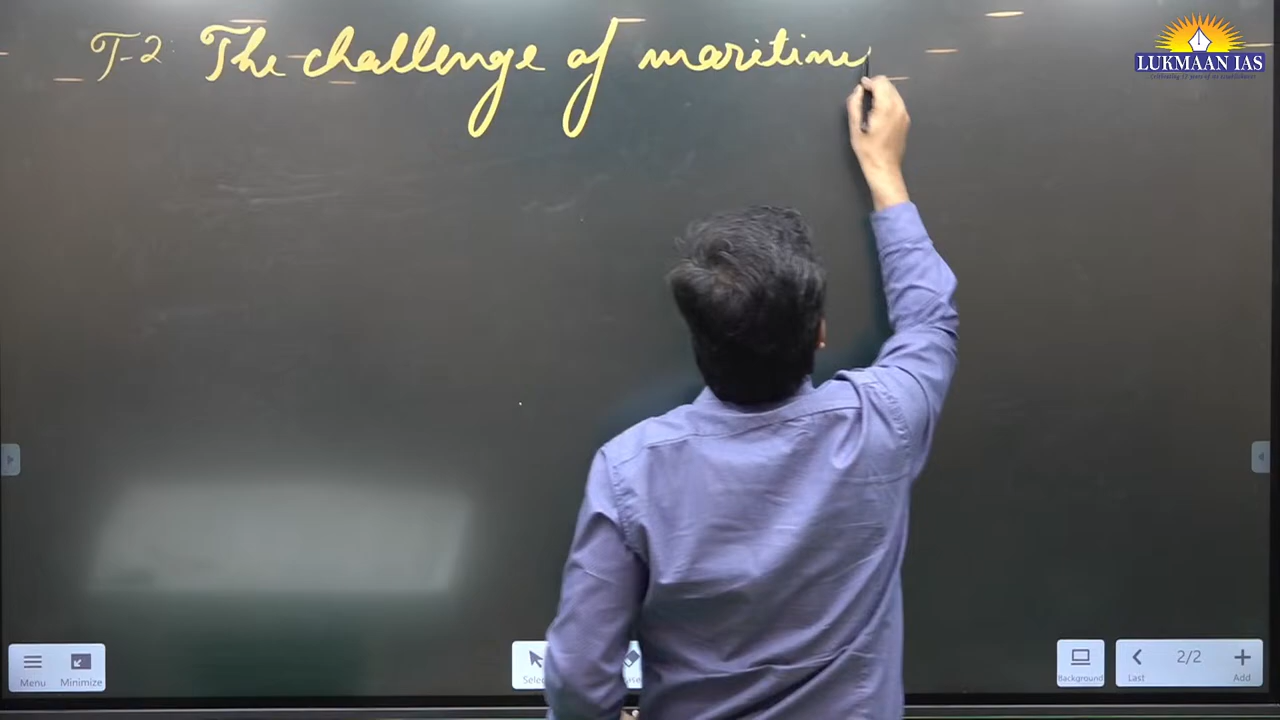 T-2: The challenge of maritime
LUKMAAN IAS
Menu
Minimize
Background
2/2
Last
Add